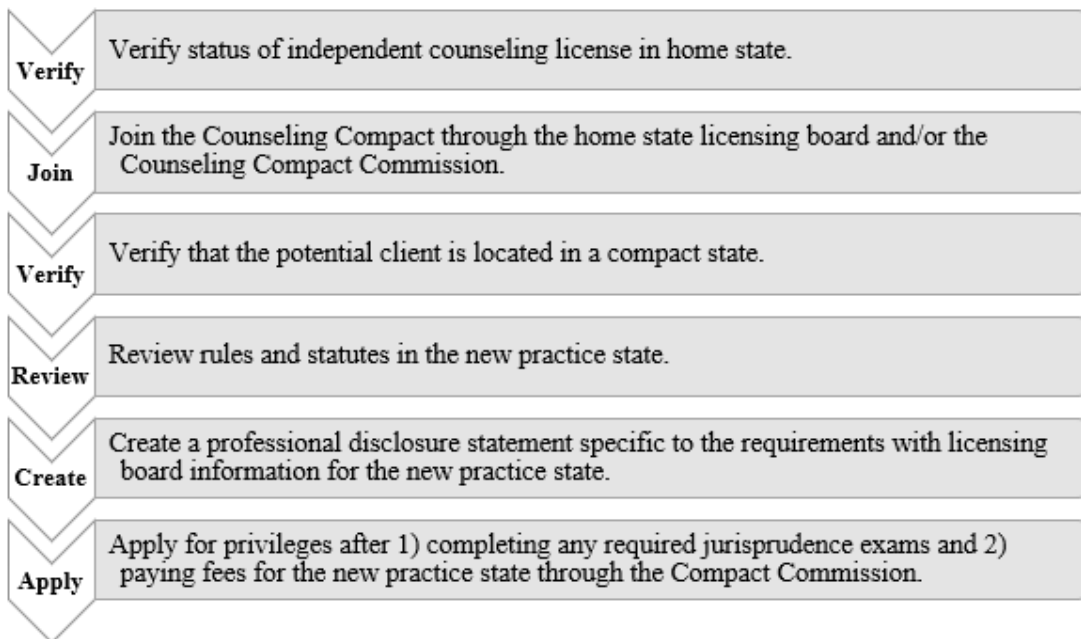 Verify
Verify status of independent counseling license in home state.
Join
Join the Counseling Compact through the home state licensing board and/or the
Counseling Compact Commission.
Verify
Verify that the potential client is located in a compact state.
Review
Review rules and statutes in the new practice state.
Create
Create a professional disclosure statement specific to the requirements with licensing
board information for the new practice state.
Apply
Apply for privileges after 1) completing any required jurisprudence exams and 2)
paying fees for the new practice state through the Compact Commission.